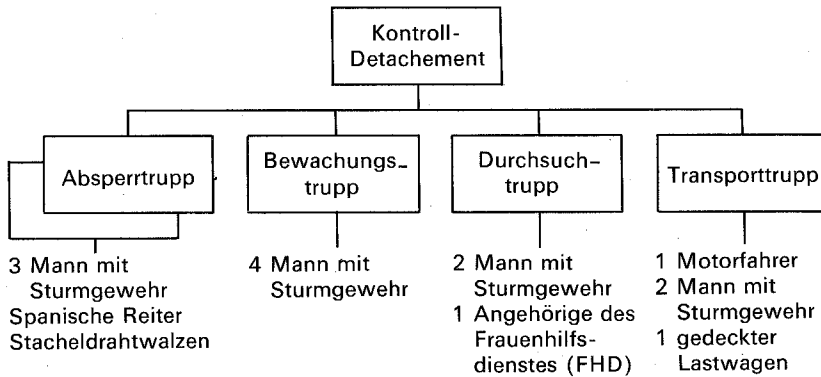 Kontroll-
Detachement
Absperrtrupp
Bewachungs-
trupp
Durchsuch-
trupp
Transporttrupp
3 Mann mit
Sturmgewehr
Spanische Reiter
Stacheldrahtwalzen
4 Mann mit
Sturmgewehr
2 Mann mit
Sturmgewehr
1 Angehörige des
Frauenhilfs-
dienstes (FHD)
1 Motorfahrer
2 Mann mit
Sturmgewehr
1 gedeckter
Lastwagen